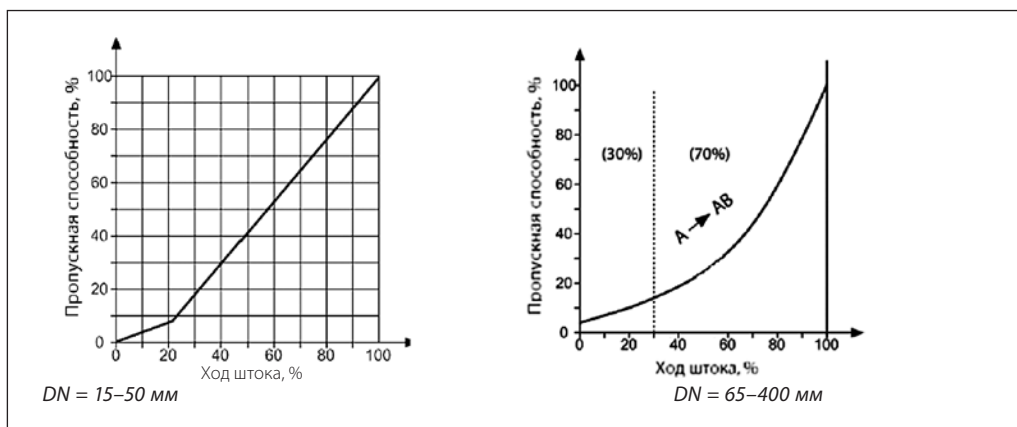 Пропускная способность, %
100
80
60
40
20
0
0 20 40 60 80 100
Ход штока, %
DN = 15–50 мм
Пропускная способность, %
100
80
60
40
20
0
(30%) (70%)
A AB
0 20 40 60 80 100
Ход штока, %
DN = 65–400 мм